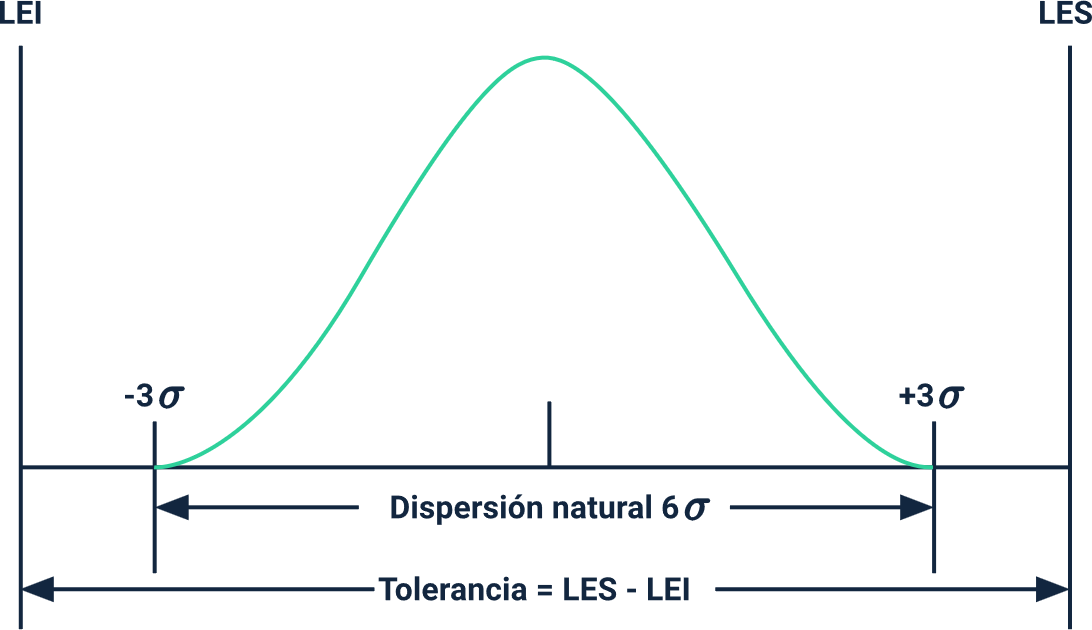 LEI
LES
-3σ
+3σ
Dispersión natural 6σ
Tolerancia = LES - LEI